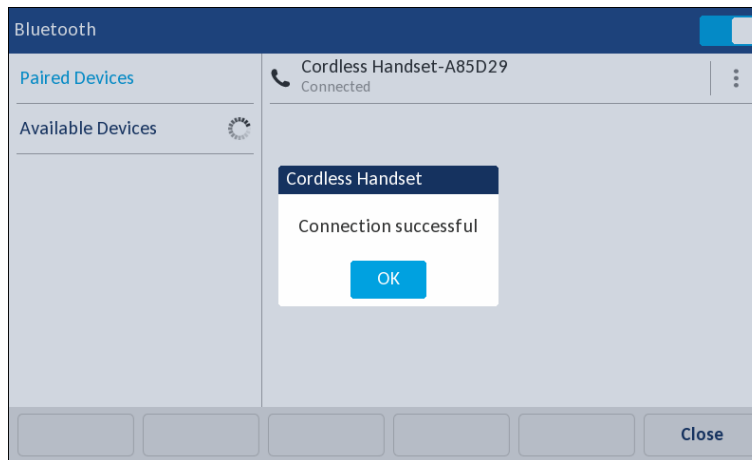 Bluetooth
Paired Devices
Cordless Handset-A85D29
Connected
Available Devices
Cordless Handset
Connection successful
OK
Close